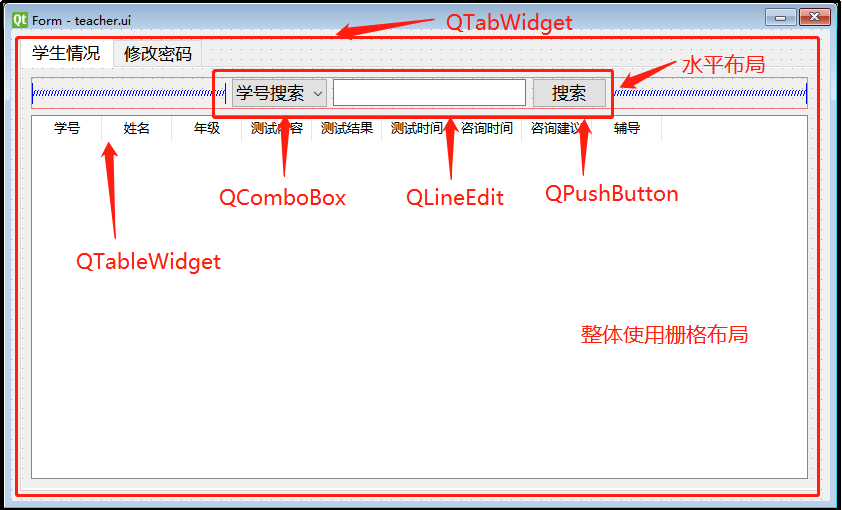 Qt Form - teacher.ui
QTabWidget
学生情况 修改密码
水平布局
学号搜索 搜索
学号 姓名 年级 测试内容 测试结果 测试时间 咨询时间 咨询建议 辅导
QComboBox QLineEdit QPushButton
QTableWidget
整体使用栅格布局